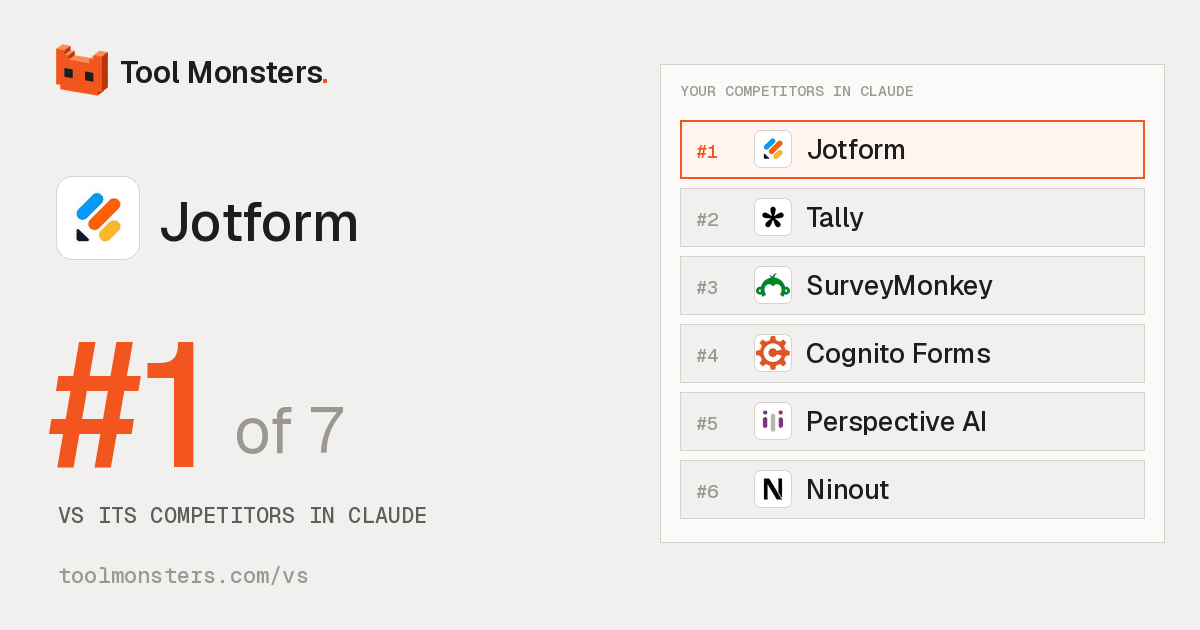 Tool Monsters.
Jotform
#1 of 7
VS ITS COMPETITORS IN CLAUDE
toolmonsters.com/vs
YOUR COMPETITORS IN CLAUDE
#1 Jotform
#2 Tally
#3 SurveyMonkey
#4 Cognito Forms
#5 Perspective AI
#6 Ninout